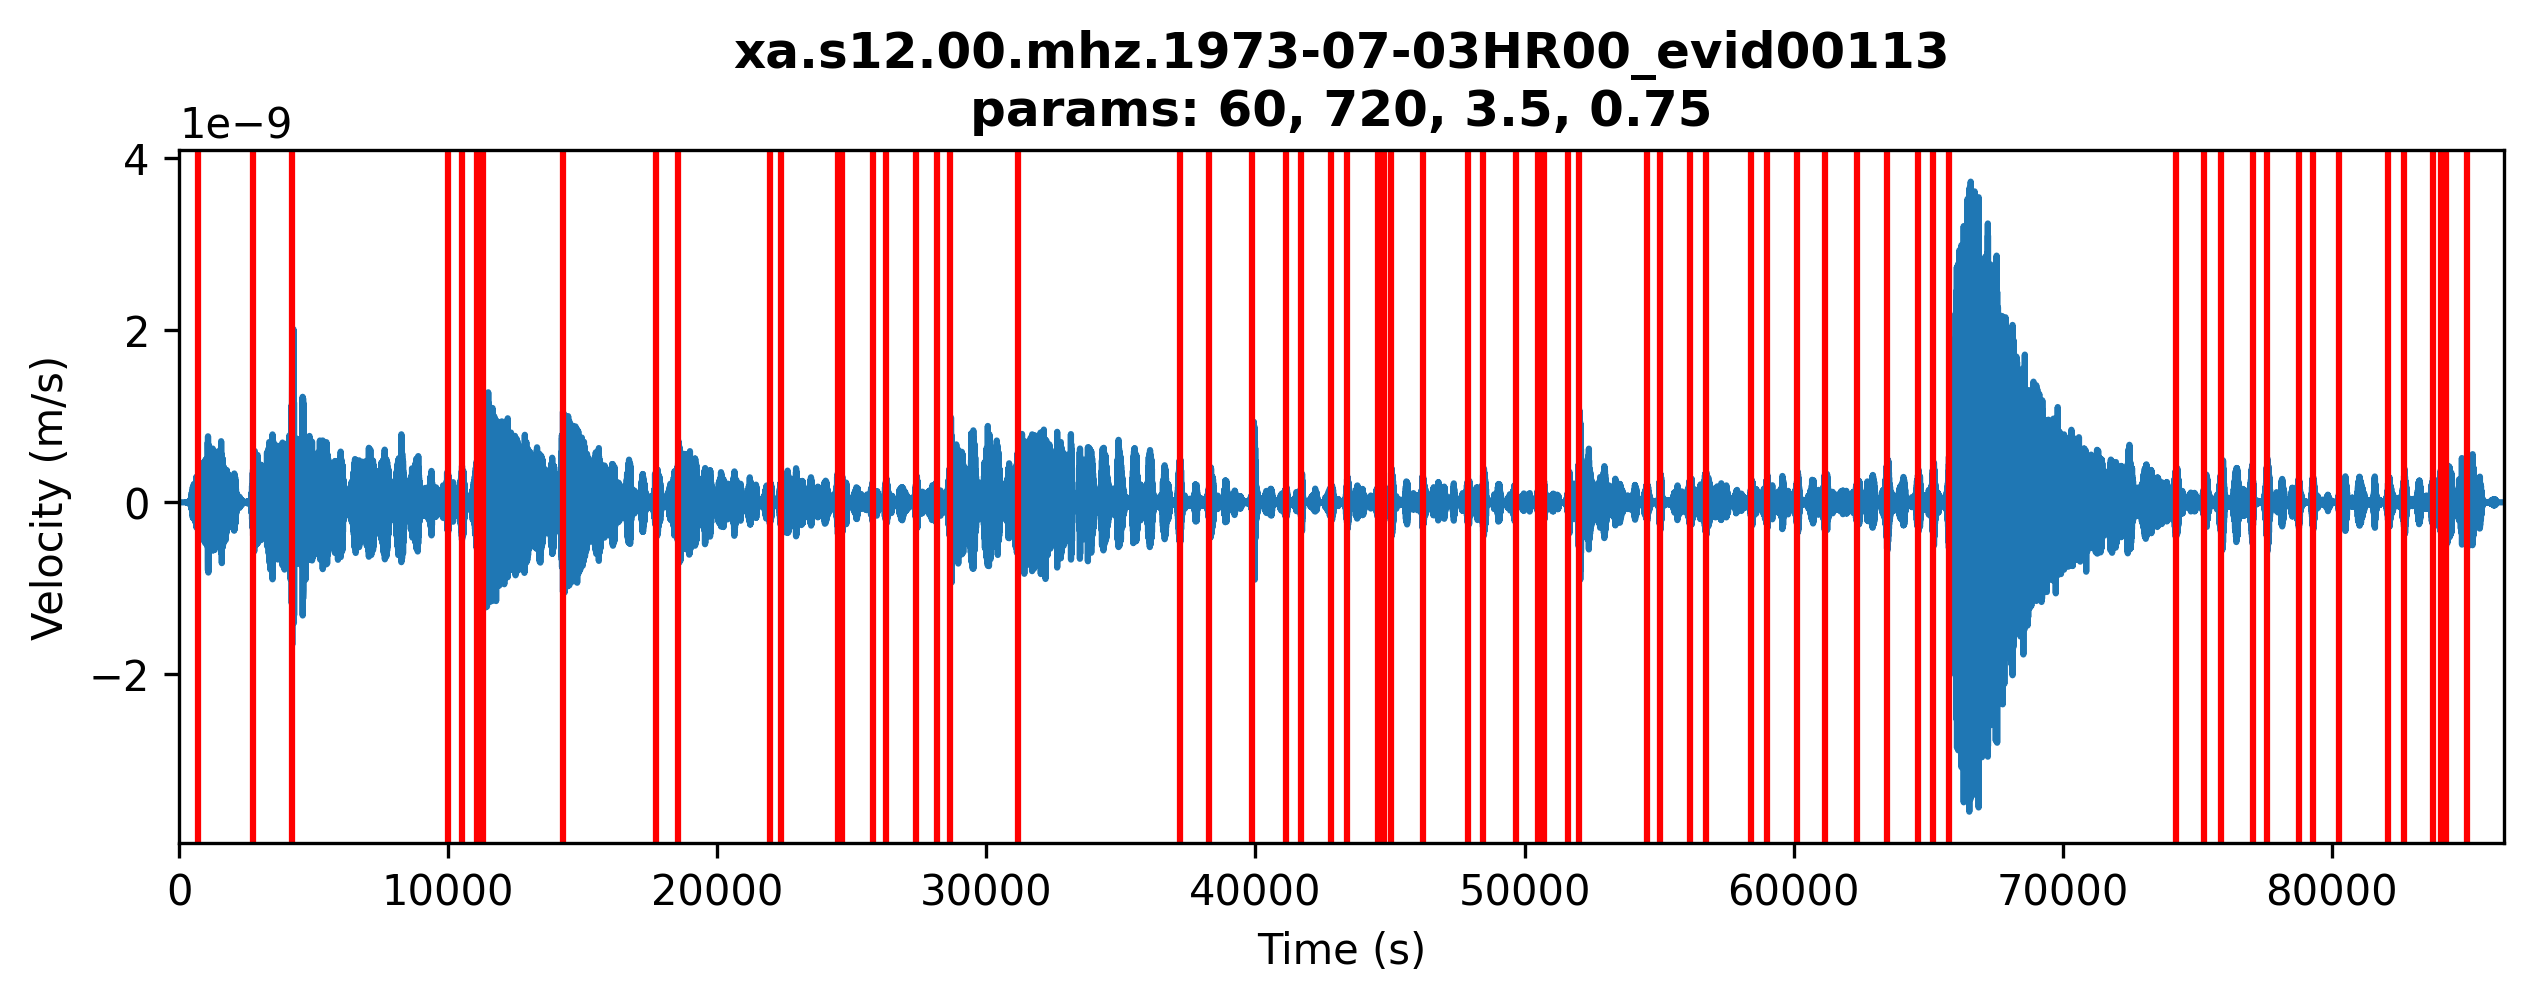 xa.s12.00.mhz.1973-07-03HR00_evid00113
params: 60, 720, 3.5, 0.75
1e−9
4
2
0
−2
Velocity (m/s)
0 10000 20000 30000 40000 50000 60000 70000 80000
Time (s)